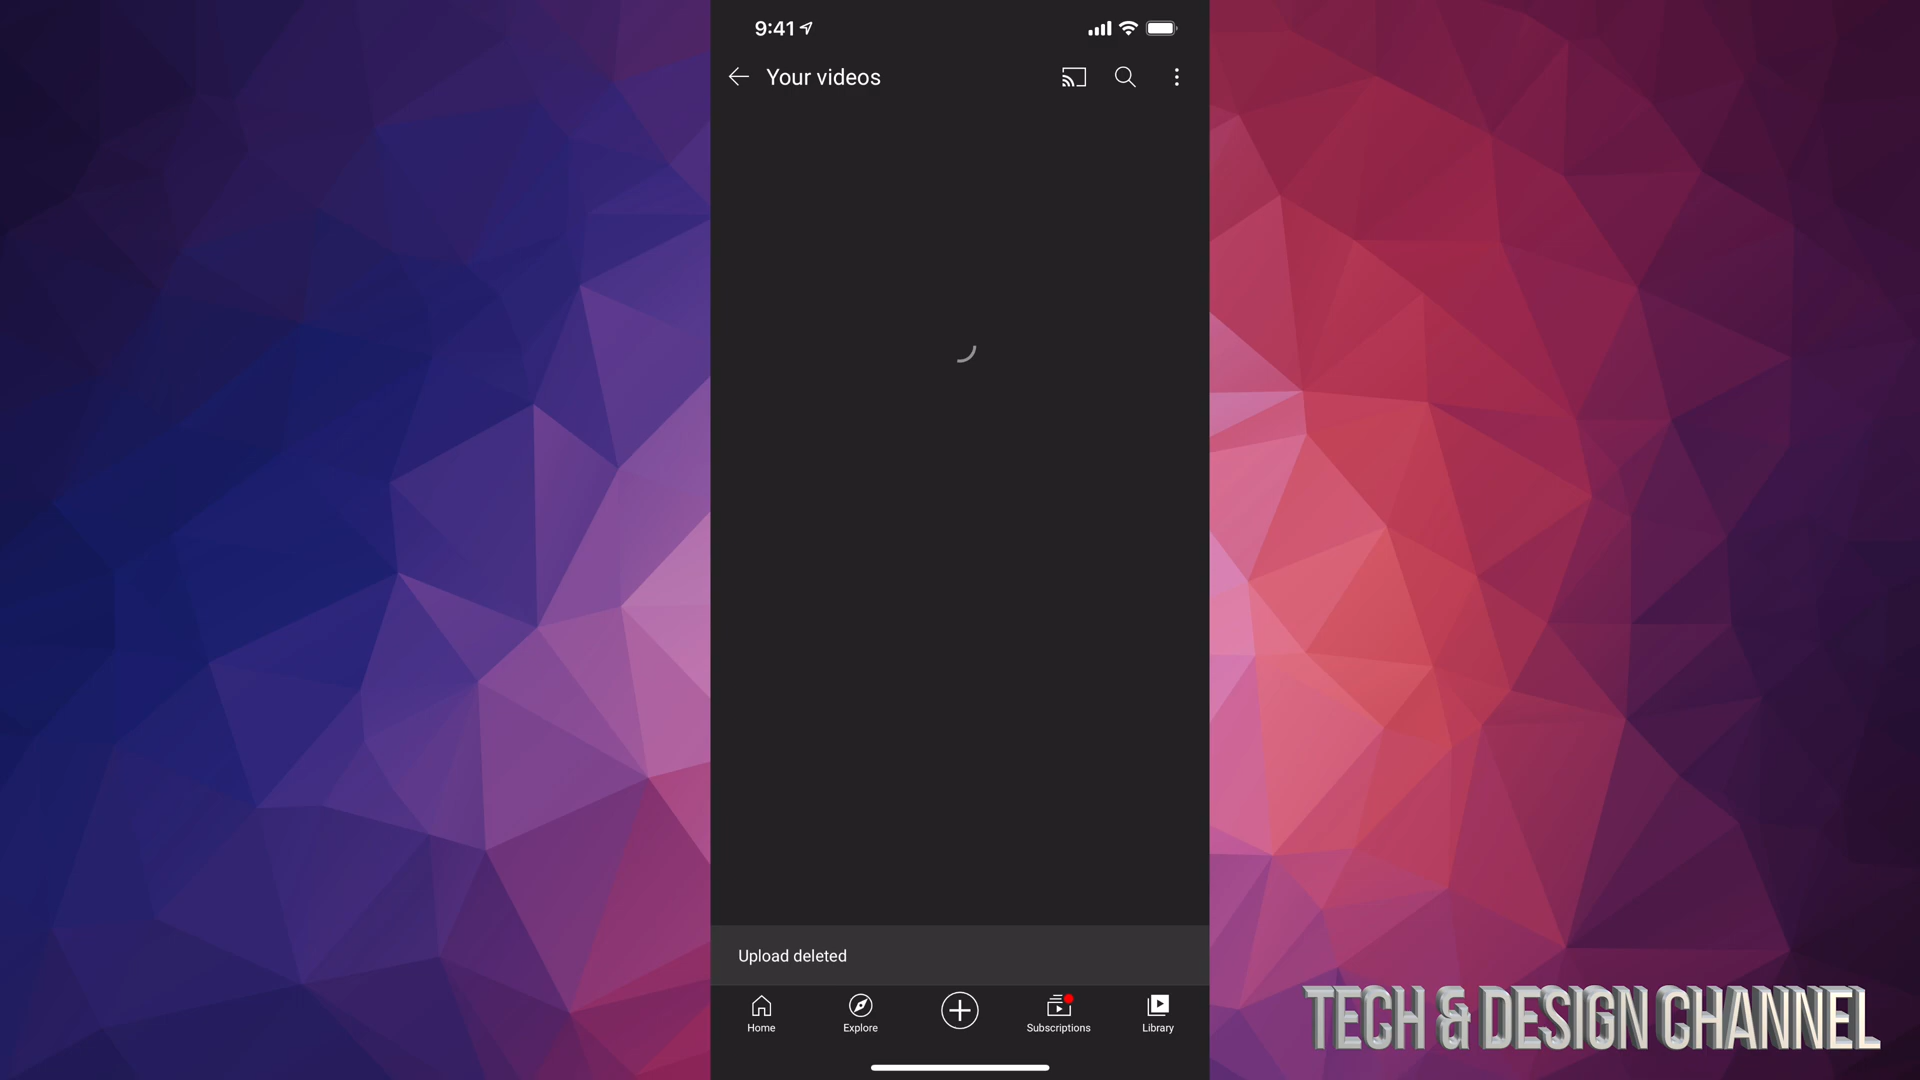 9:41
Your videos
Upload deleted
Home
Explore
Subscriptions
Library
TECH & DESIGN CHANNEL